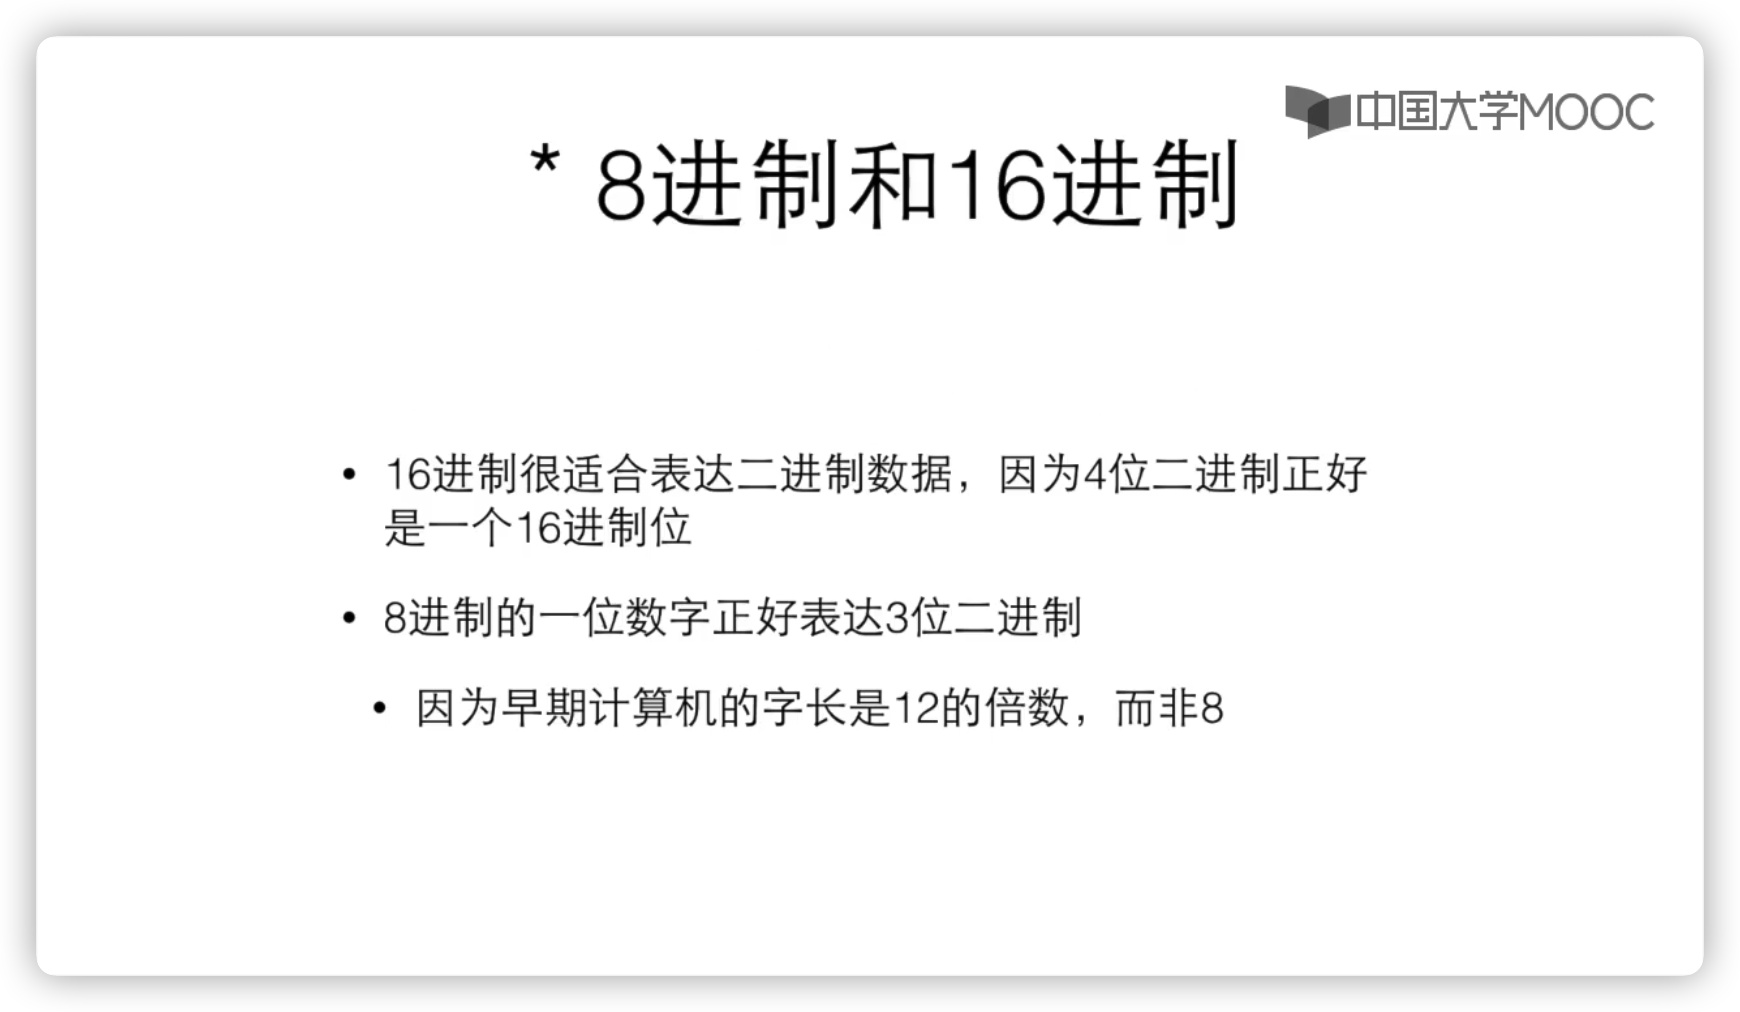 中国大学MOOC
* 8进制和16进制
• 16进制很适合表达二进制数据，因为4位二进制正好
是一个16进制位
• 8进制的一位数字正好表达3位二进制
• 因为早期计算机的字长是12的倍数，而非8